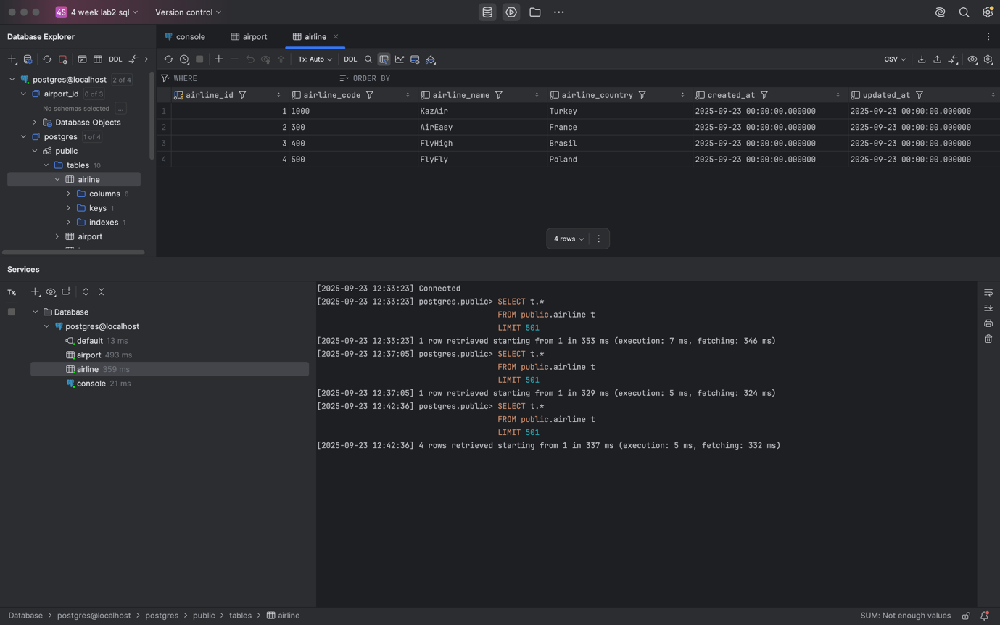 4S 4 week lab2 sql Version control
Database Explorer
console airport airline
DDL
Tx: Auto DDL CSV
WHERE ORDER BY
postgres@localhost 2 of 4
airport_id 0 of 3
No schemas selected ...
Database Objects
postgres 1 of 4
public
tables 10
airline
columns 6
keys 1
indexes 1
airport
airline_id airline_code airline_name airline_country created_at updated_at
1 1 1000 KazAir Turkey 2025-09-23 00:00:00.000000 2025-09-23 00:00:00.000000
2 2 300 AirEasy France 2025-09-23 00:00:00.000000 2025-09-23 00:00:00.000000
3 3 400 FlyHigh Brasil 2025-09-23 00:00:00.000000 2025-09-23 00:00:00.000000
4 4 500 FlyFly Poland 2025-09-23 00:00:00.000000 2025-09-23 00:00:00.000000
4 rows
Services
Tx
Database
postgres@localhost
default 13 ms
airport 493 ms
airline 359 ms
console 21 ms
[2025-09-23 12:33:23] Connected
[2025-09-23 12:33:23] postgres.public> SELECT t.*
FROM public.airline t
LIMIT 501
[2025-09-23 12:33:23] 1 row retrieved starting from 1 in 353 ms (execution: 7 ms, fetching: 346 ms)
[2025-09-23 12:37:05] postgres.public> SELECT t.*
FROM public.airline t
LIMIT 501
[2025-09-23 12:37:05] 1 row retrieved starting from 1 in 329 ms (execution: 5 ms, fetching: 324 ms)
[2025-09-23 12:42:36] postgres.public> SELECT t.*
FROM public.airline t
LIMIT 501
[2025-09-23 12:42:36] 4 rows retrieved starting from 1 in 337 ms (execution: 5 ms, fetching: 332 ms)
Database > postgres@localhost > postgres > public > tables > airline SUM: Not enough values